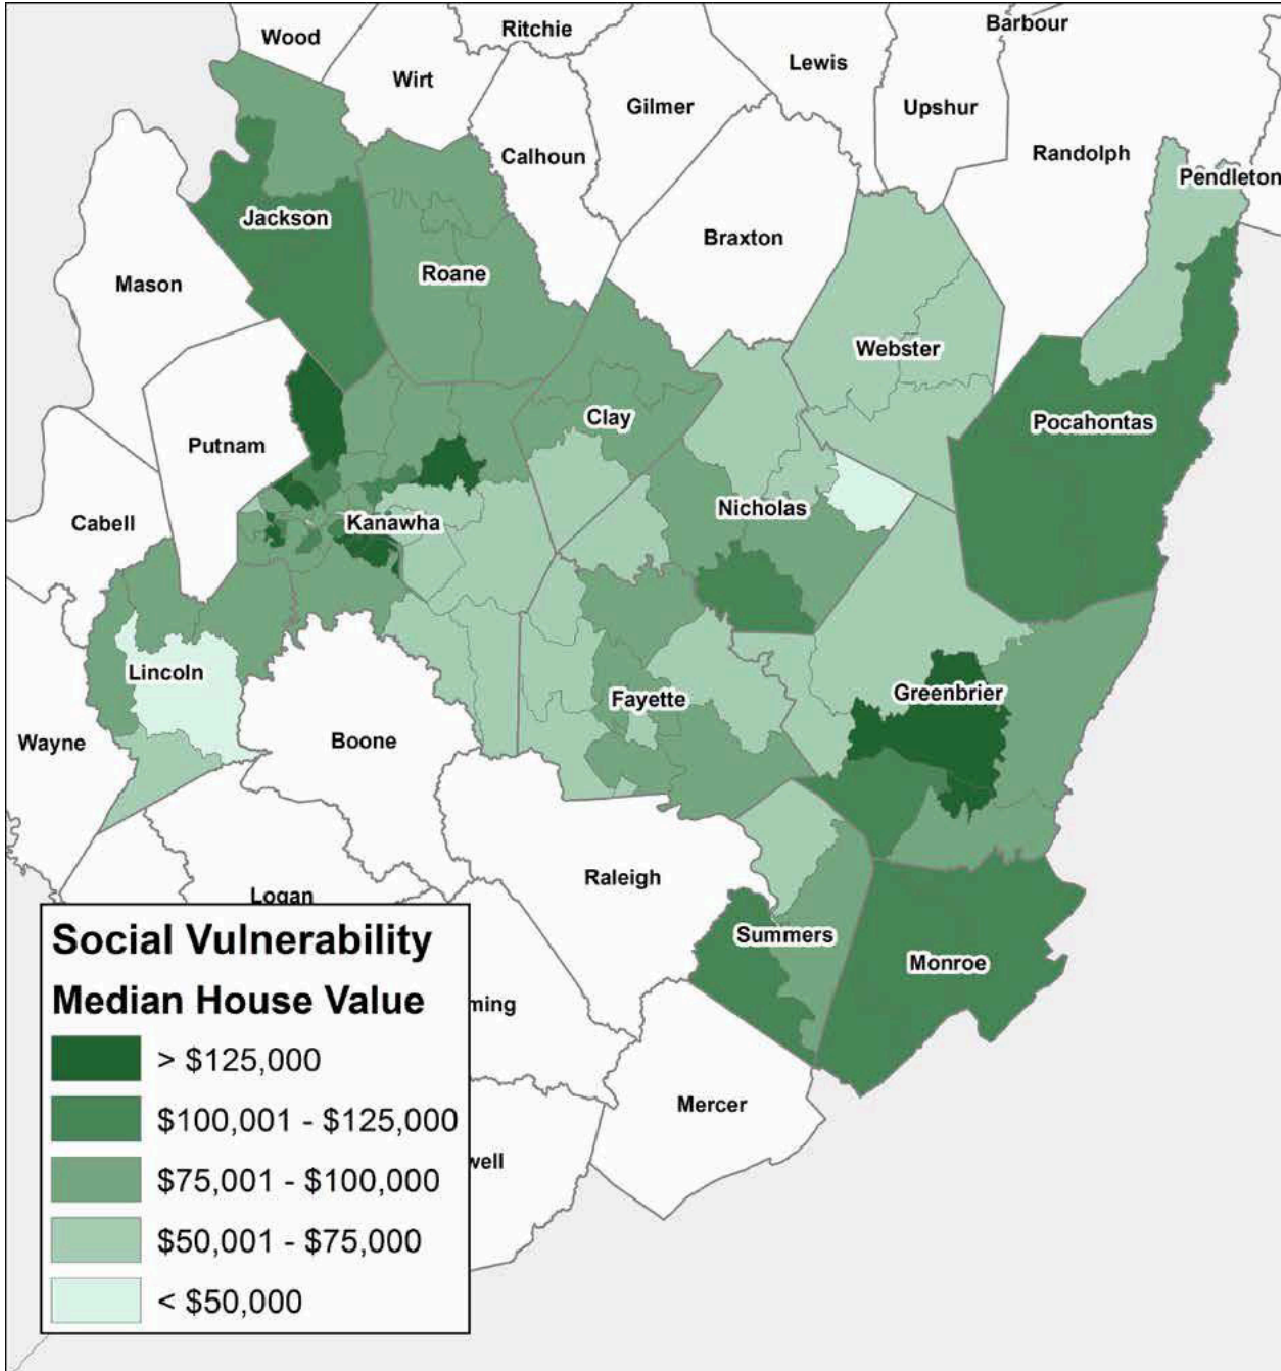 Wood
Ritchie
Barbour
Wirt
Lewis
Gilmer
Upshur
Calhoun
Randolph
Pendleton
Jackson
Braxton
Roane
Mason
Webster
Clay
Pocahontas
Putnam
Nicholas
Cabell
Kanawha
Lincoln
Greenbrier
Fayette
Wayne
Boone
Raleigh
Logan
Summers
Monroe
ming
Mercer
well
Social Vulnerability
Median House Value
> $125,000
$100,001 - $125,000
$75,001 - $100,000
$50,001 - $75,000
< $50,000